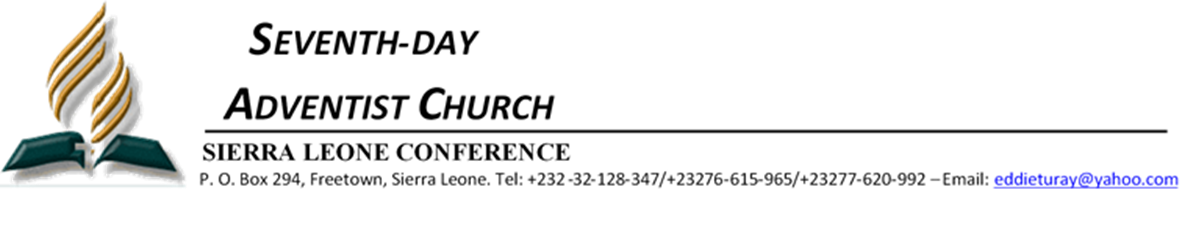 SEVENTH-DAY
ADVENTIST CHURCH
SIERRA LEONE CONFERENCE
P. O. Box 294, Freetown, Sierra Leone. Tel: +232 -32-128-347/+23276-615-965/+23277-620-992 – Email: eddieturay@yahoo.com